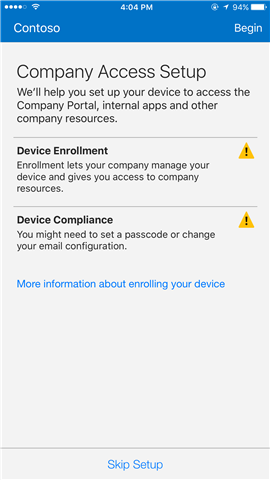 4:04 PM
94%
Contoso
Begin
Company Access Setup
We'll help you set up your device to access the
Company Portal, internal apps and other
company resources.
Device Enrollment
Enrollment lets your company manage your
device and gives you access to company
resources.
Device Compliance
You might need to set a passcode or change
your email configuration.
More information about enrolling your device
Skip Setup